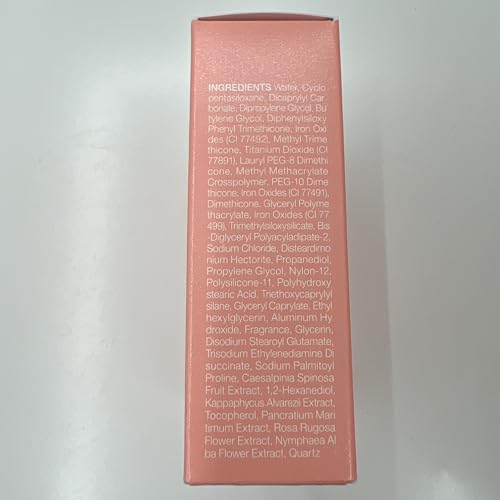 INGREDIENTS Water, Cyclo
pentasiloxane, Dicaprylyl Car
bonate, Dipropylene Glycol, Bu
tylene Glycol, Diphenylsiloxy
Phenyl Trimethicone, Iron Oxi
des (CI 77492), Methyl Trime
thicone, Titanium Dioxide (CI
77891), Lauryl PEG-8 Dimethi
cone, Methyl Methacrylate
Crosspolymer, PEG-10 Dime
thicone, Iron Oxides (CI 77491),
Dimethicone, Glyceryl Polyme
thacrylate, Iron Oxides (CI 77
499), Trimethylsiloxysilicate, Bis
-Diglyceryl Polyacyladipate-2,
Sodium Chloride, Disteardimo
nium Hectorite, Propanediol,
Propylene Glycol, Nylon-12,
Polysilicone-11, Polyhydroxy
stearic Acid, Triethoxycaprylyl
silane, Glyceryl Caprylate, Ethyl
hexylglycerin, Aluminum Hy
droxide, Fragrance, Glycerin,
Disodium Stearoyl Glutamate,
Trisodium Ethylenediamine Di
succinate, Sodium Palmitoyl
Proline, Caesalpinia Spinosa
Fruit Extract, 1,2-Hexanediol,
Kappaphycus Alvarezii Extract,
Tocopherol, Pancratium Mari
timum Extract, Rosa Rugosa
Flower Extract, Nymphaea Al
ba Flower Extract, Quartz